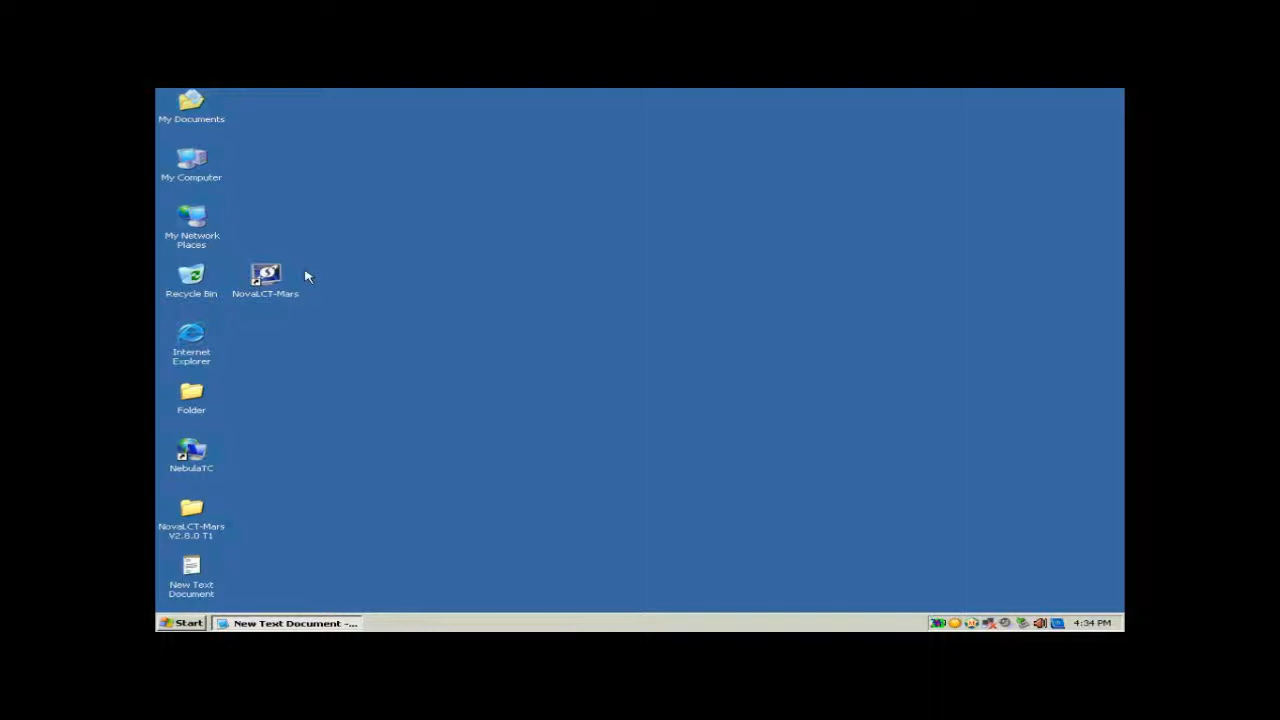 My Documents
My Computer
My Network
Places
Recycle Bin
NovaLCT-Mars
Internet
Explorer
Folder
NebulaTC
NovaLCT-Mars
V2.8.0 T1
New Text
Document
Start
New Text Document -...
4:34 PM